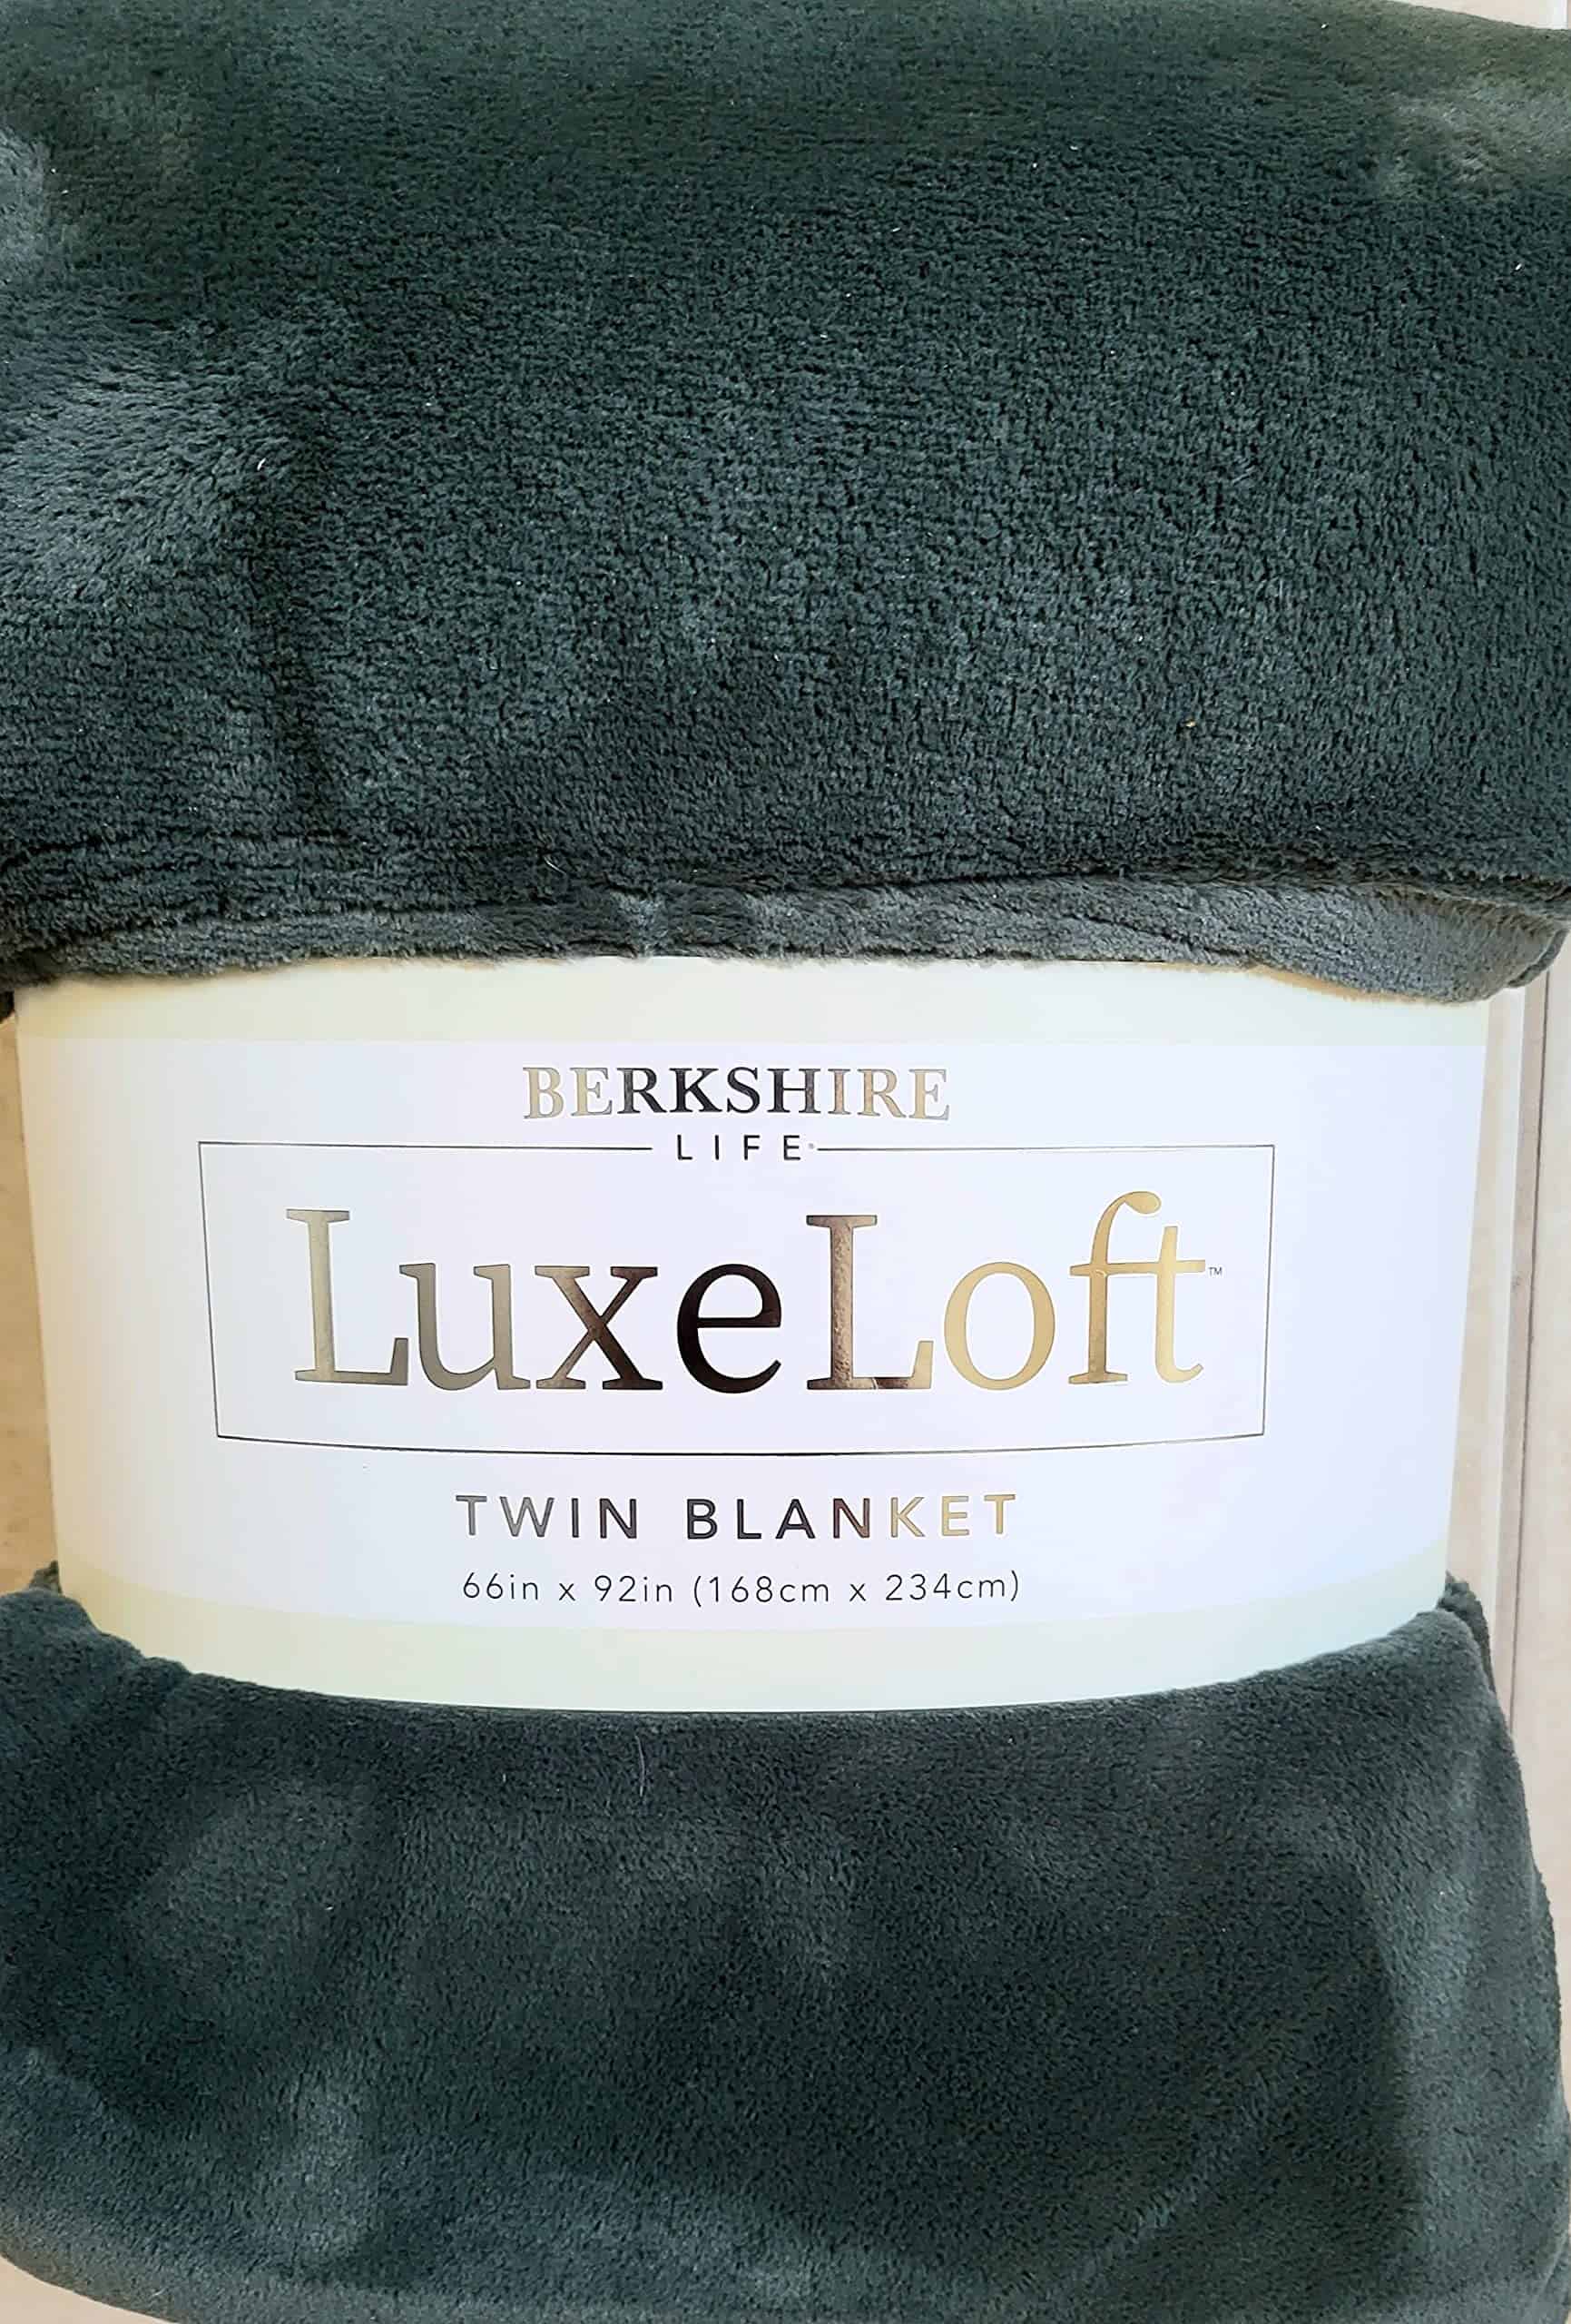 BERKSHIRE
LIFE
LuxeLoft™
TWIN BLANKET
66in x 92in (168cm x 234cm)